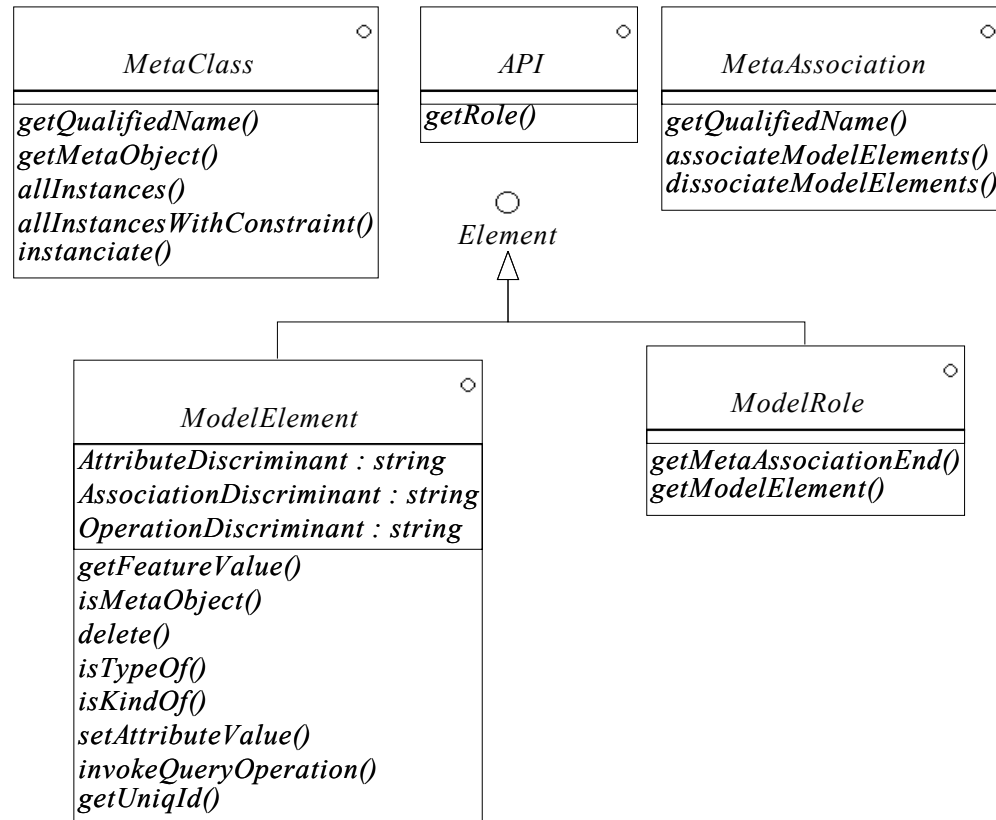 MetaClass
getQualifiedName()
getMetaObject()
allInstances()
allInstancesWithConstraint()
instanciate()
API
getRole()
MetaAssociation
getQualifiedName()
associateModelElements()
dissociateModelElements()
Element
ModelElement
AttributeDiscriminant : string
AssociationDiscriminant : string
OperationDiscriminant : string
getFeatureValue()
isMetaObject()
delete()
isTypeOf()
isKindOf()
setAttributeValue()
invokeQueryOperation()
getUniqId()
ModelRole
getMetaAssociationEnd()
getModelElement()